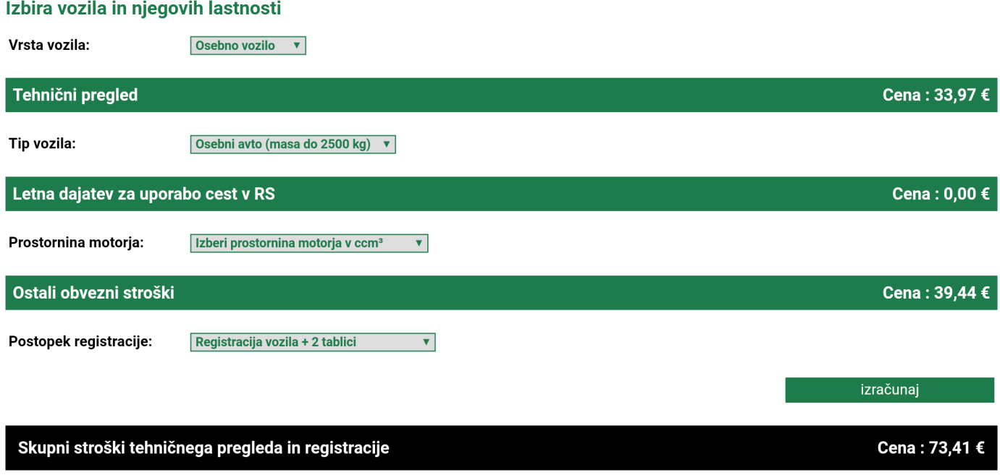 Izbira vozila in njegovih lastnosti
Vrsta vozila: Osebno vozilo ▼
Tehnični pregled Cena : 33,97 €
Tip vozila: Osebni avto (masa do 2500 kg) ▼
Letna dajatev za uporabo cest v RS Cena : 0,00 €
Prostornina motorja: Izberi prostornina motorja v ccm³ ▼
Ostali obvezni stroški Cena : 39,44 €
Postopek registracije: Registracija vozila + 2 tablici ▼
izračunaj
Skupni stroški tehničnega pregleda in registracije Cena : 73,41 €